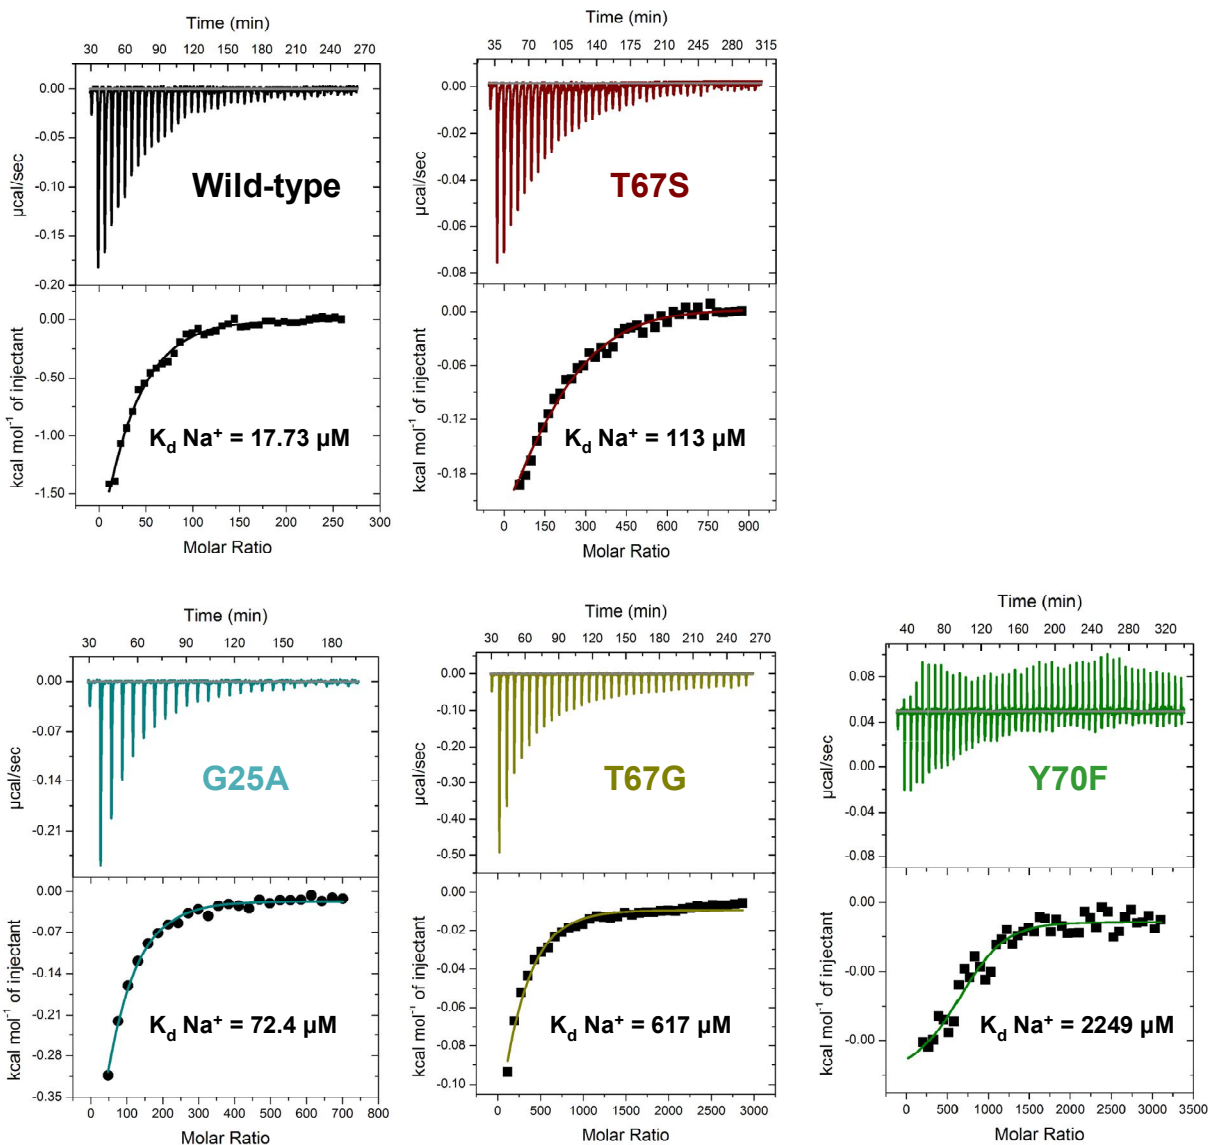 Time (min)
30 60 90 120 150 180 210 240 270
0.00
-0.05
-0.10
-0.15
-0.20
µcal/sec
Wild-type
0.00
-0.50
-1.00
-1.50
kcal mol⁻¹ of injectant
K_d Na⁺ = 17.73 µM
0 50 100 150 200 250 300
Molar Ratio
Time (min)
35 70 105 140 175 210 245 280 315
0.00
-0.02
-0.04
-0.06
-0.08
µcal/sec
T67S
0.00
-0.06
-0.12
-0.18
kcal mol⁻¹ of injectant
K_d Na⁺ = 113 µM
0 150 300 450 600 750 900
Molar Ratio
Time (min)
30 60 90 120 150 180
0.00
-0.07
-0.14
-0.21
µcal/sec
G25A
0.00
-0.07
-0.14
-0.21
-0.28
-0.35
kcal mol⁻¹ of injectant
K_d Na⁺ = 72.4 µM
0 100 200 300 400 500 600 700 800
Molar Ratio
Time (min)
30 60 90 120 150 180 210 240 270
0.00
-0.10
-0.20
-0.30
-0.40
-0.50
µcal/sec
T67G
0.00
-0.02
-0.04
-0.06
-0.08
-0.10
kcal mol⁻¹ of injectant
K_d Na⁺ = 617 µM
0 500 1000 1500 2000 2500 3000
Molar Ratio
Time (min)
40 80 120 160 200 240 280 320
0.08
0.04
0.00
-0.04
-0.08
µcal/sec
Y70F
0.00
-0.00
-0.00
kcal mol⁻¹ of injectant
K_d Na⁺ = 2249 µM
0 500 1000 1500 2000 2500 3000 3500
Molar Ratio